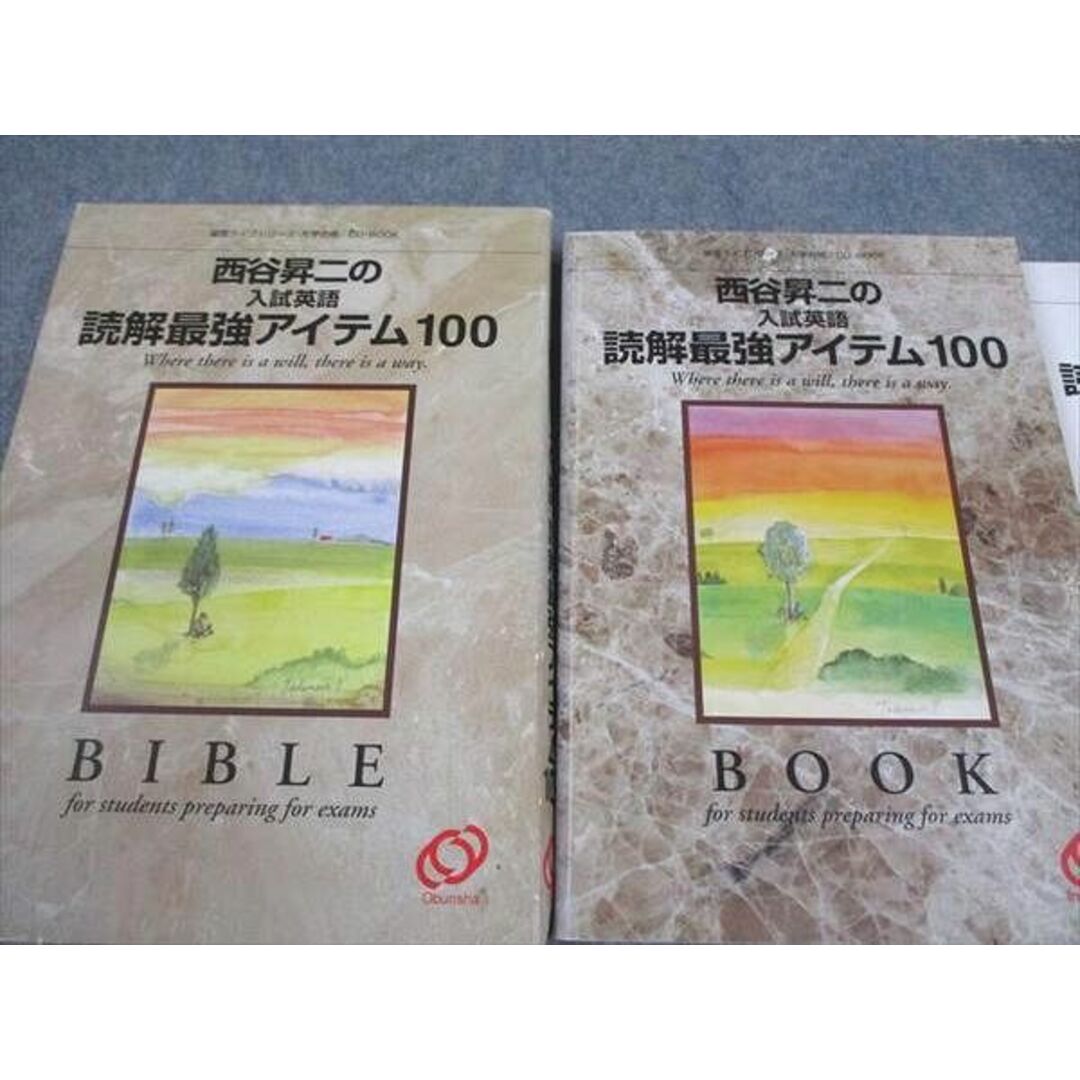 西谷昇二の
入試英語
読解最強アイテム100
Where there is a will, there is a way.
BIBLE
for students preparing for exams
Obunsha
西谷昇二の
入試英語
読解最強アイテム100
Where there is a will, there is a way.
BOOK
for students preparing for exams